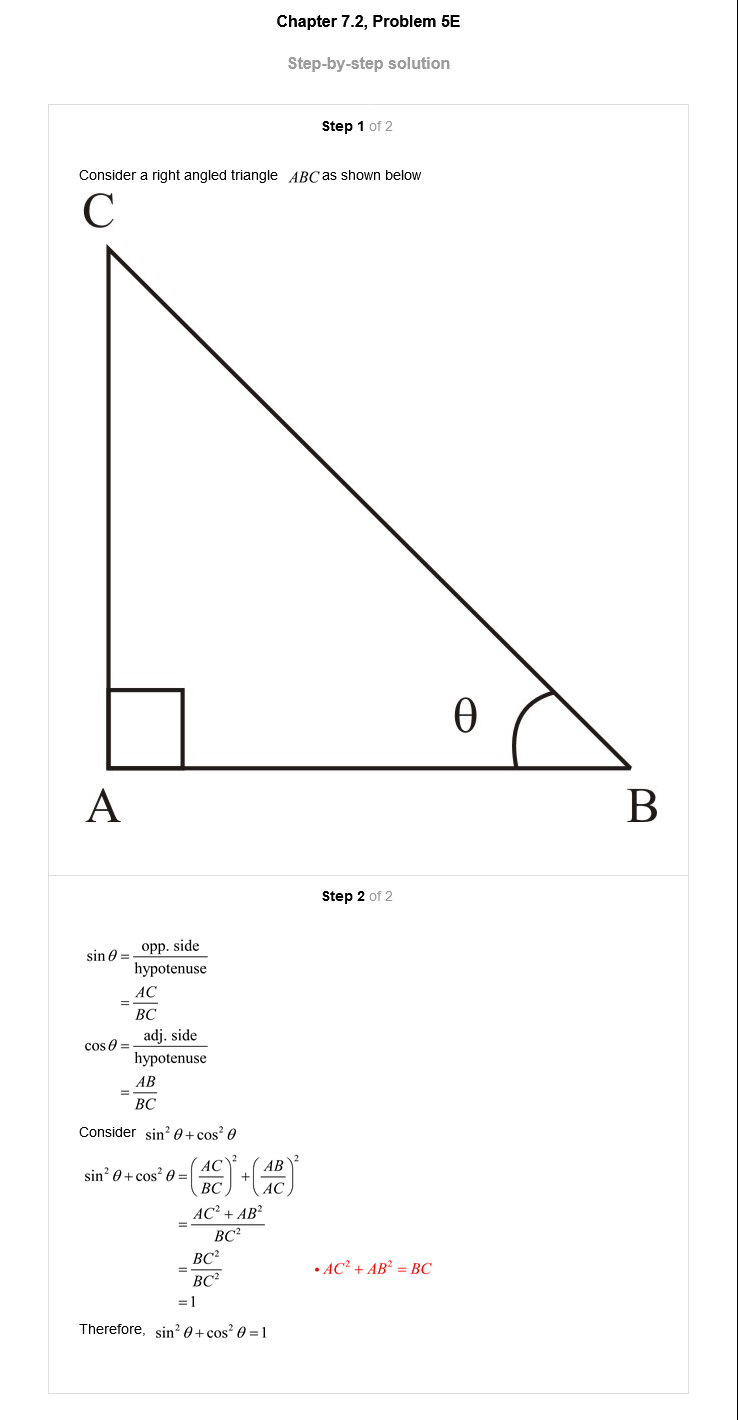 Chapter 7.2, Problem 5E
Step-by-step solution
Step 1 of 2
Consider a right angled triangle ABC as shown below
C
θ
A
B
Step 2 of 2
sin θ = opp. side / hypotenuse
= AC / BC
cos θ = adj. side / hypotenuse
= AB / BC
Consider sin² θ + cos² θ
sin² θ + cos² θ = (AC / BC)² + (AB / AC)²
= AC² + AB² / BC²
= BC² / BC² • AC² + AB² = BC
= 1
Therefore, sin² θ + cos² θ = 1